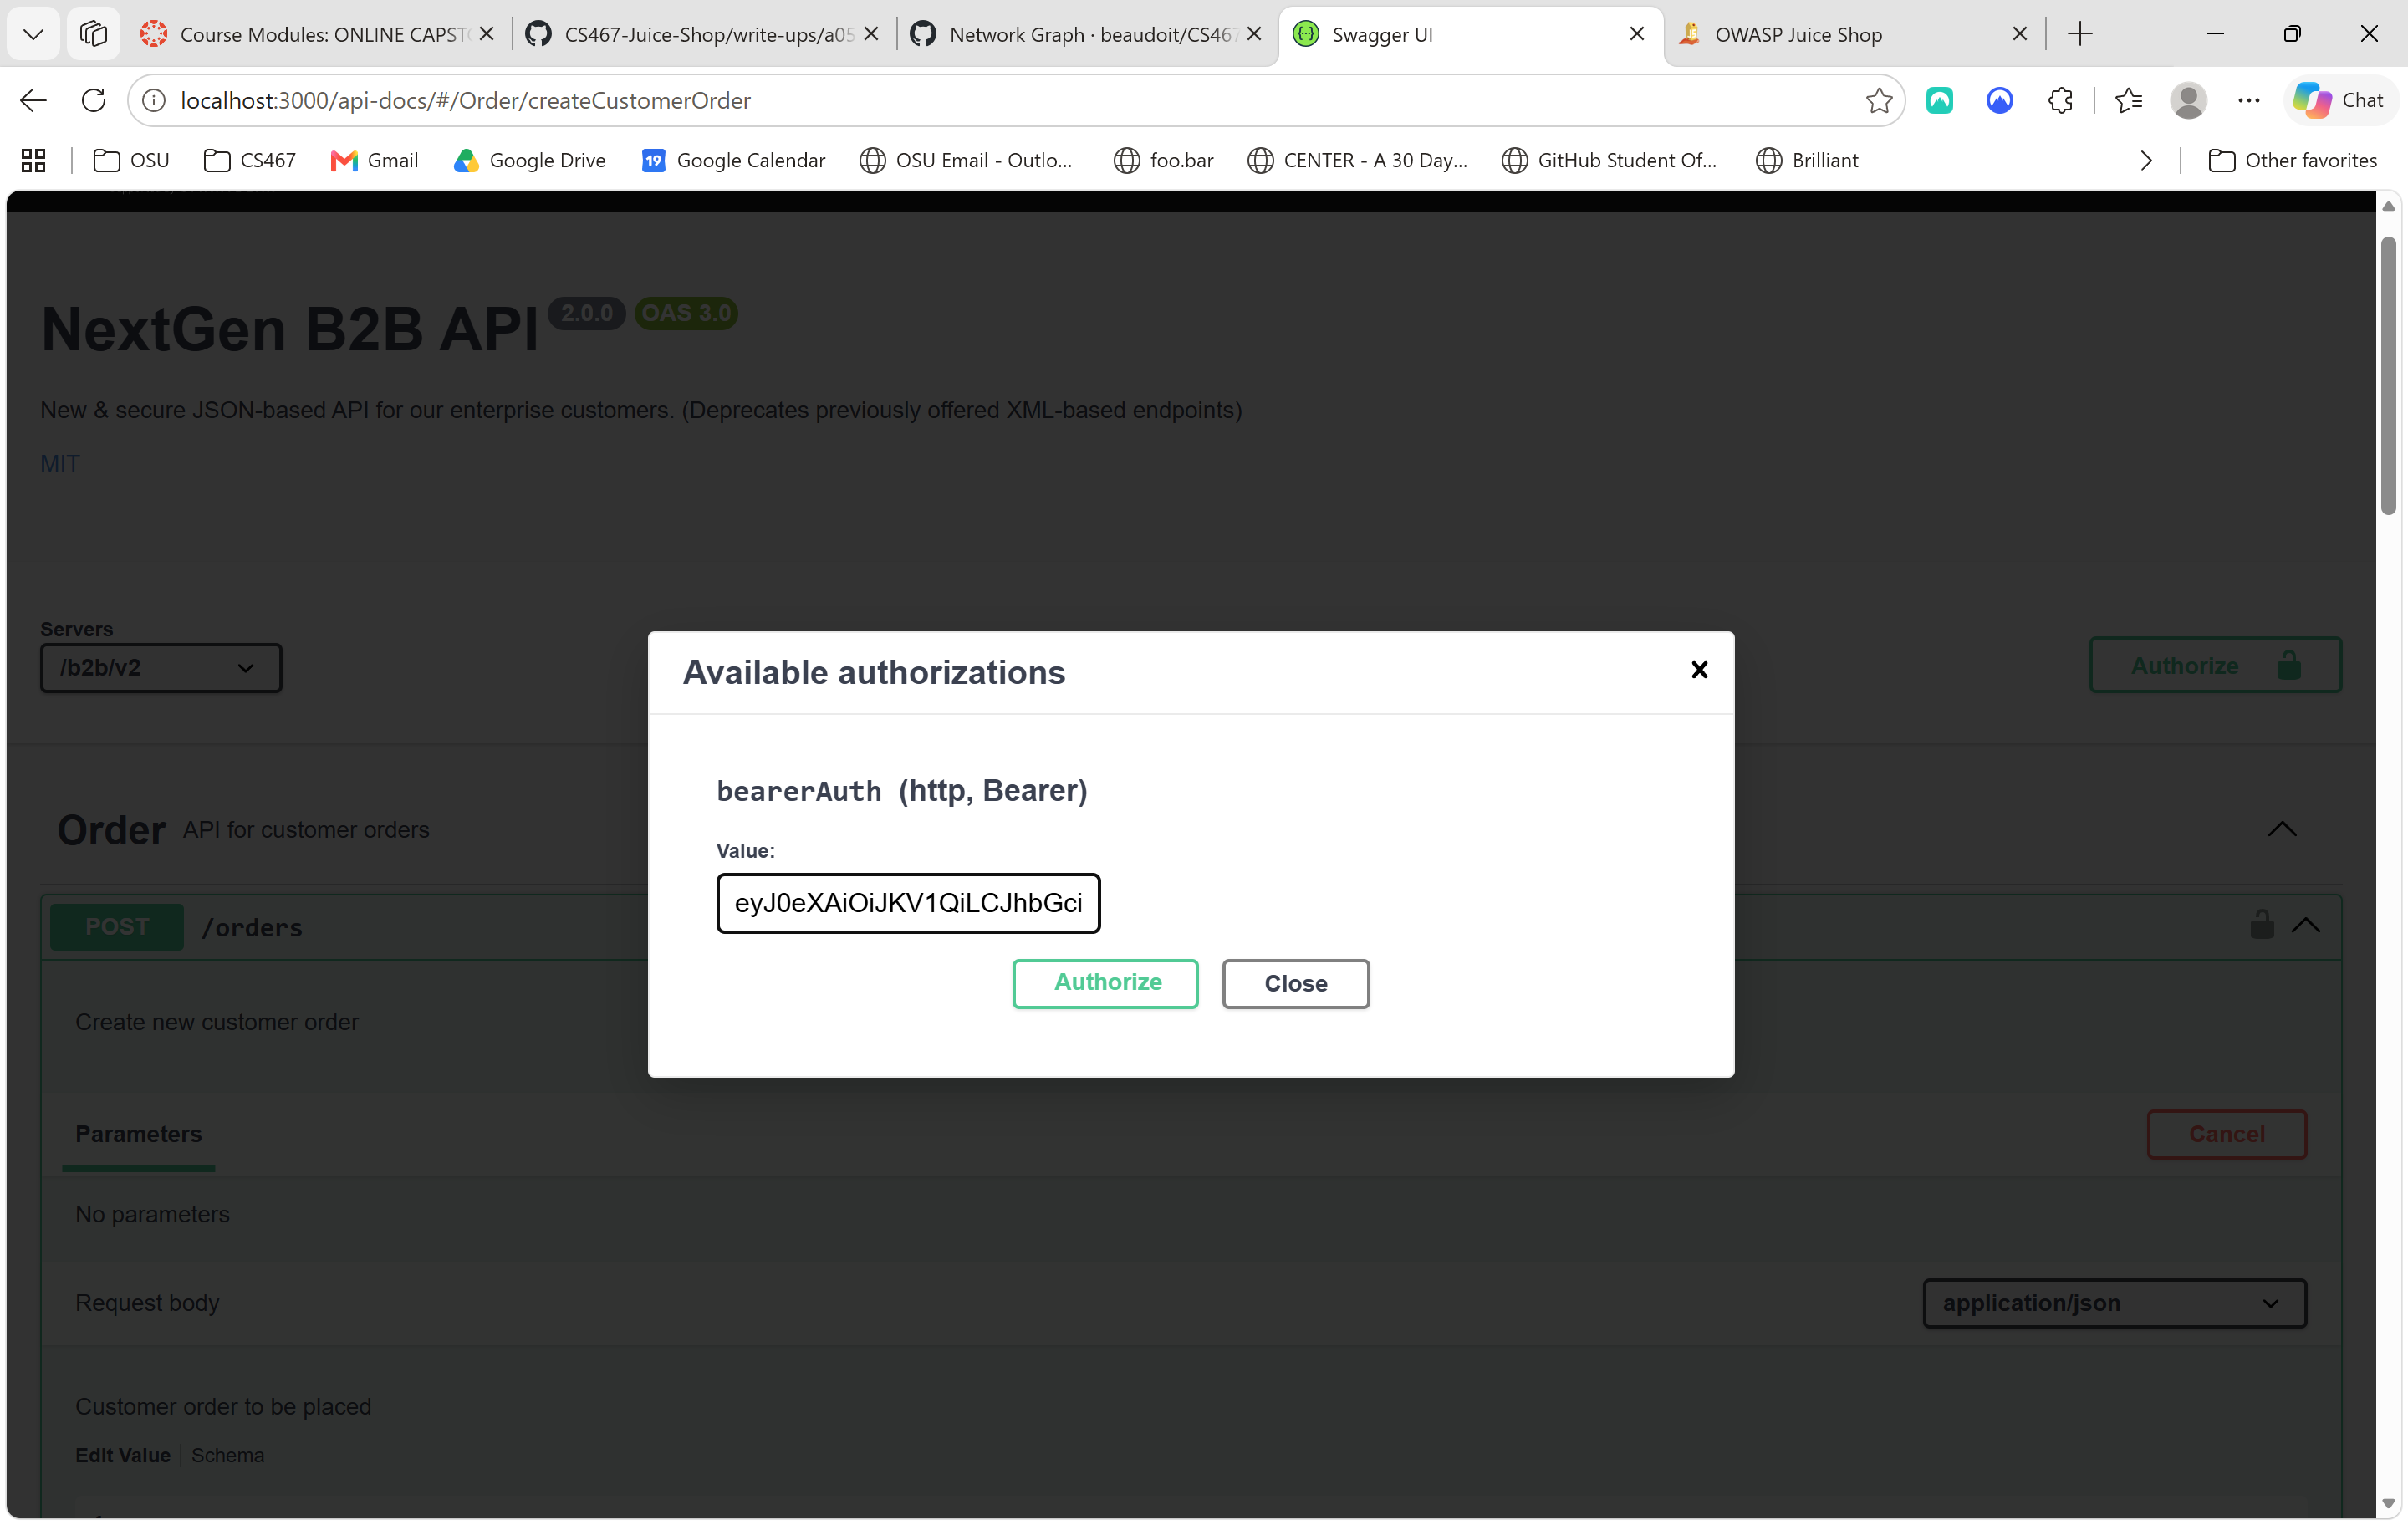 Course Modules: ONLINE CAPST
CS467-Juice-Shop/write-ups/a05
Network Graph · beaudoit/CS467
Swagger UI
OWASP Juice Shop
localhost:3000/api-docs/#/Order/createCustomerOrder
Chat
OSU
CS467
Gmail
Google Drive
19
Google Calendar
OSU Email - Outlo...
foo.bar
CENTER - A 30 Day...
GitHub Student Of...
Brilliant
Other favorites
NextGen B2B API 2.0.0 OAS 3.0
New & secure JSON-based API for our enterprise customers. (Deprecates previously offered XML-based endpoints)
MIT
Servers
/b2b/v2
Authorize
Available authorizations
bearerAuth (http, Bearer)
Value:
eyJ0eXAiOiJKV1QiLCJhbGci
Authorize
Close
Order API for customer orders
POST /orders
Create new customer order
Parameters
Cancel
No parameters
Request body
application/json
Customer order to be placed
Edit Value
Schema